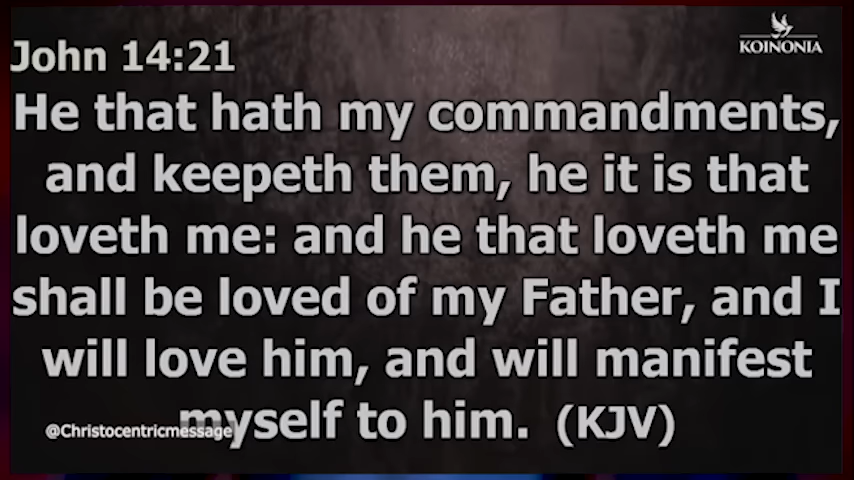 KOINONIA
John 14:21
He that hath my commandments,
and keepeth them, he it is that
loveth me: and he that loveth me
shall be loved of my Father, and I
will love him, and will manifest
myself to him. (KJV)
@Christocentricmessage